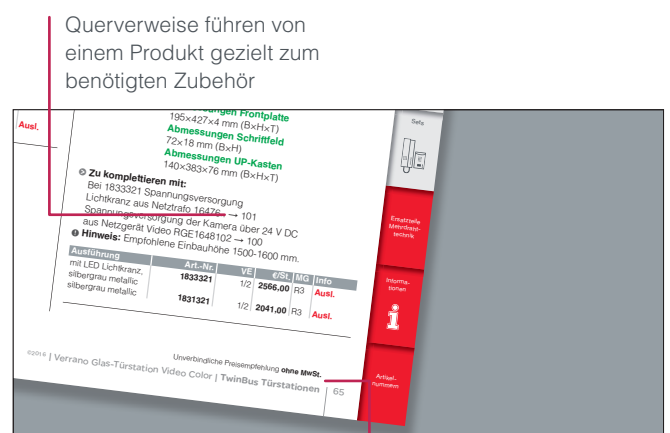 Querverweise führen von
einem Produkt gezielt zum
benötigten Zubehör
Ausl.
Frontplatte
195×427×4 mm (B×H×T)
Abmessungen Schriftfeld
72×18 mm (B×H)
Abmessungen UP-Kasten
140×383×76 mm (B×H×T)
Zu komplettieren mit:
Bei 1833321 Spannungsversorgung
Lichtkranz aus Netztrafo 16476 → 101
Spannungsversorgung der Kamera über 24 V DC
aus Netzgerät Video RGE1648102 → 100
Hinweis: Empfohlene Einbauhöhe 1500-1600 mm.
Ausführung Art.-Nr. VE €/St. MG Info
mit LED Lichtkranz,
silbergrau metallic 1833321 1/2 2566.00 R3 Ausl.
silbergrau metallic 1831321 1/2 2041.00 R3 Ausl.
Unverbindliche Preisempfehlung ohne MwSt.
©2016 | Verrano Glas-Türstation Video Color | TwinBus Türstationen | 65
Sets
Ersatzteile
Mehrdraht-
technik
Informa-
tionen
i
Artikel-
nummern